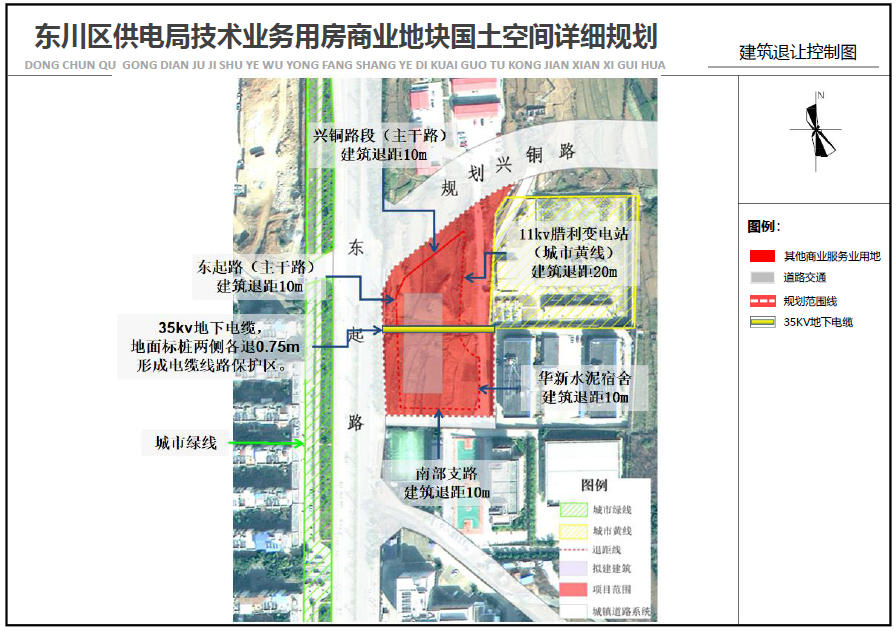 东川区供电局技术业务用房商业地块国土空间详细规划
DONG CHUN QU GONG DIAN JU JI SHU YE WU YONG FANG SHANG YE DI KUAI GUO TU KONG JIAN XIAN XI GUI HUA
建筑退让控制图
N
兴铜路段（主干路）
建筑退距10m
规划兴铜路
11kv腊利变电站
（城市黄线）
建筑退距20m
东起路（主干路）
建筑退距10m
东起路
35kv地下电缆，
地面标桩两侧各退0.75m
形成电缆线路保护区。
华新水泥宿舍
建筑退距10m
城市绿线
南部支路
建筑退距10m
图例
城市绿线
城市黄线
退距线
拟建建筑
项目范围
城镇道路系统
图例：
其他商业服务业用地
道路交通
规划范围线
35KV地下电缆